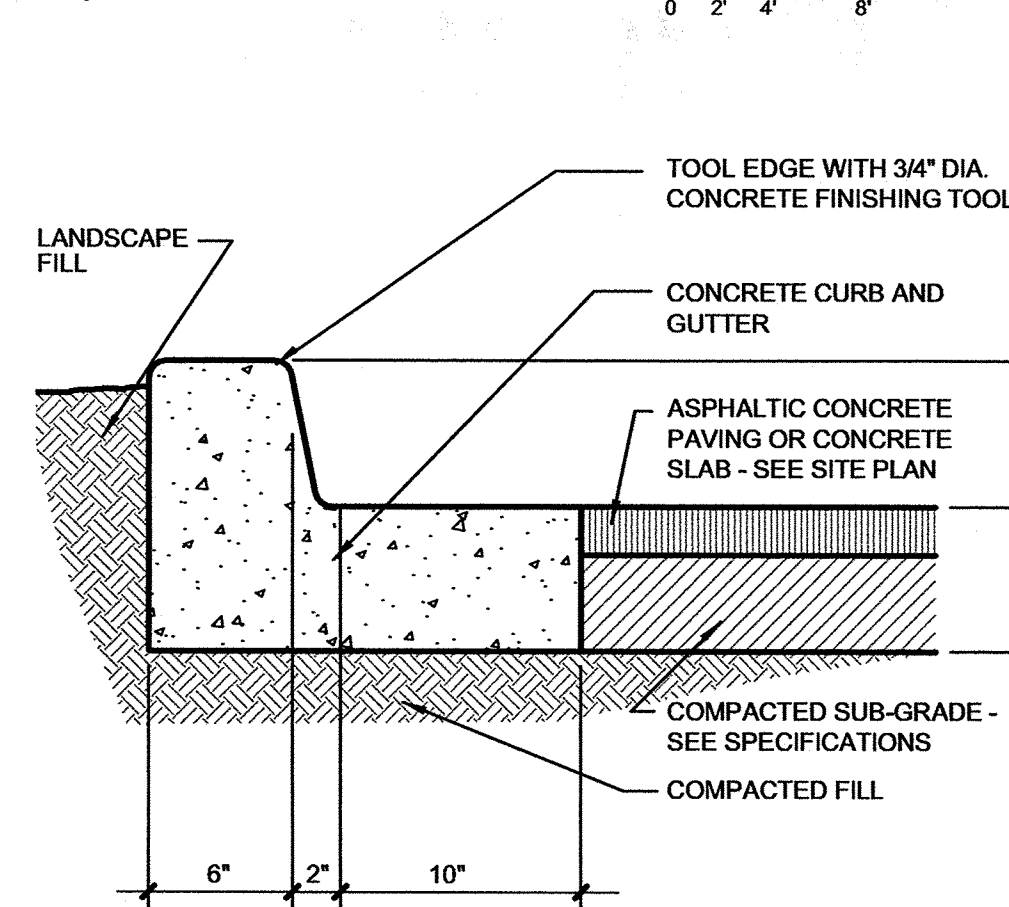 0 2' 4' 8'
TOOL EDGE WITH 3/4" DIA.
CONCRETE FINISHING TOOL
LANDSCAPE
FILL
CONCRETE CURB AND
GUTTER
ASPHALTIC CONCRETE
PAVING OR CONCRETE
SLAB - SEE SITE PLAN
COMPACTED SUB-GRADE -
SEE SPECIFICATIONS
COMPACTED FILL
6" 2" 10"